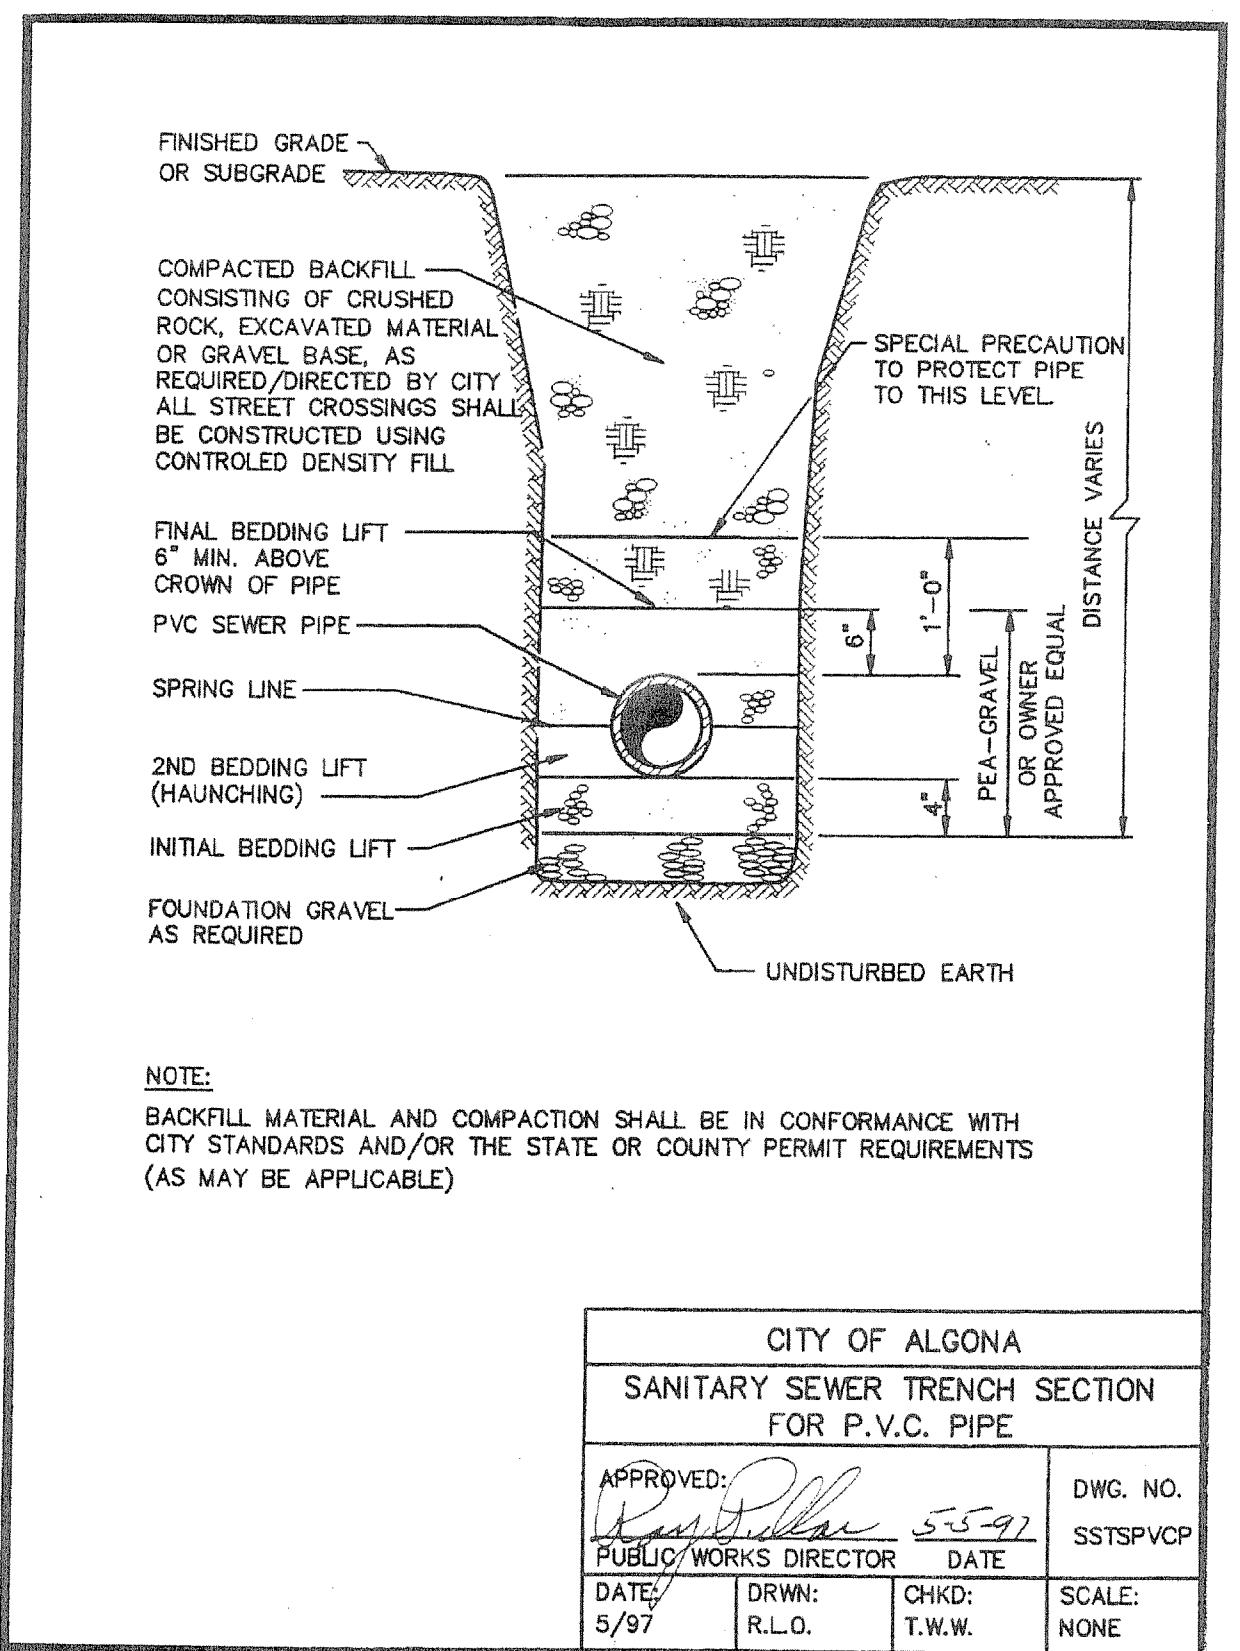 FINISHED GRADE
OR SUBGRADE
COMPACTED BACKFILL
CONSISTING OF CRUSHED
ROCK, EXCAVATED MATERIAL
OR GRAVEL BASE, AS
REQUIRED/DIRECTED BY CITY
ALL STREET CROSSINGS SHALL
BE CONSTRUCTED USING
CONTROLED DENSITY FILL
SPECIAL PRECAUTION
TO PROTECT PIPE
TO THIS LEVEL
FINAL BEDDING LIFT
6" MIN. ABOVE
CROWN OF PIPE
PVC SEWER PIPE
SPRING LINE
2ND BEDDING LIFT
(HAUNCHING)
INITIAL BEDDING LIFT
FOUNDATION GRAVEL
AS REQUIRED
6"
1'-0"
4"
PEA-GRAVEL
OR OWNER
APPROVED EQUAL
DISTANCE VARIES
UNDISTURBED EARTH
NOTE:
BACKFILL MATERIAL AND COMPACTION SHALL BE IN CONFORMANCE WITH
CITY STANDARDS AND/OR THE STATE OR COUNTY PERMIT REQUIREMENTS
(AS MAY BE APPLICABLE)
CITY OF ALGONA
SANITARY SEWER TRENCH SECTION
FOR P.V.C. PIPE
APPROVED:
5-5-97
PUBLIC WORKS DIRECTOR DATE
DWG. NO.
SSTSPVCP
DATE:
5/97
DRWN:
R.L.O.
CHKD:
T.W.W.
SCALE:
NONE